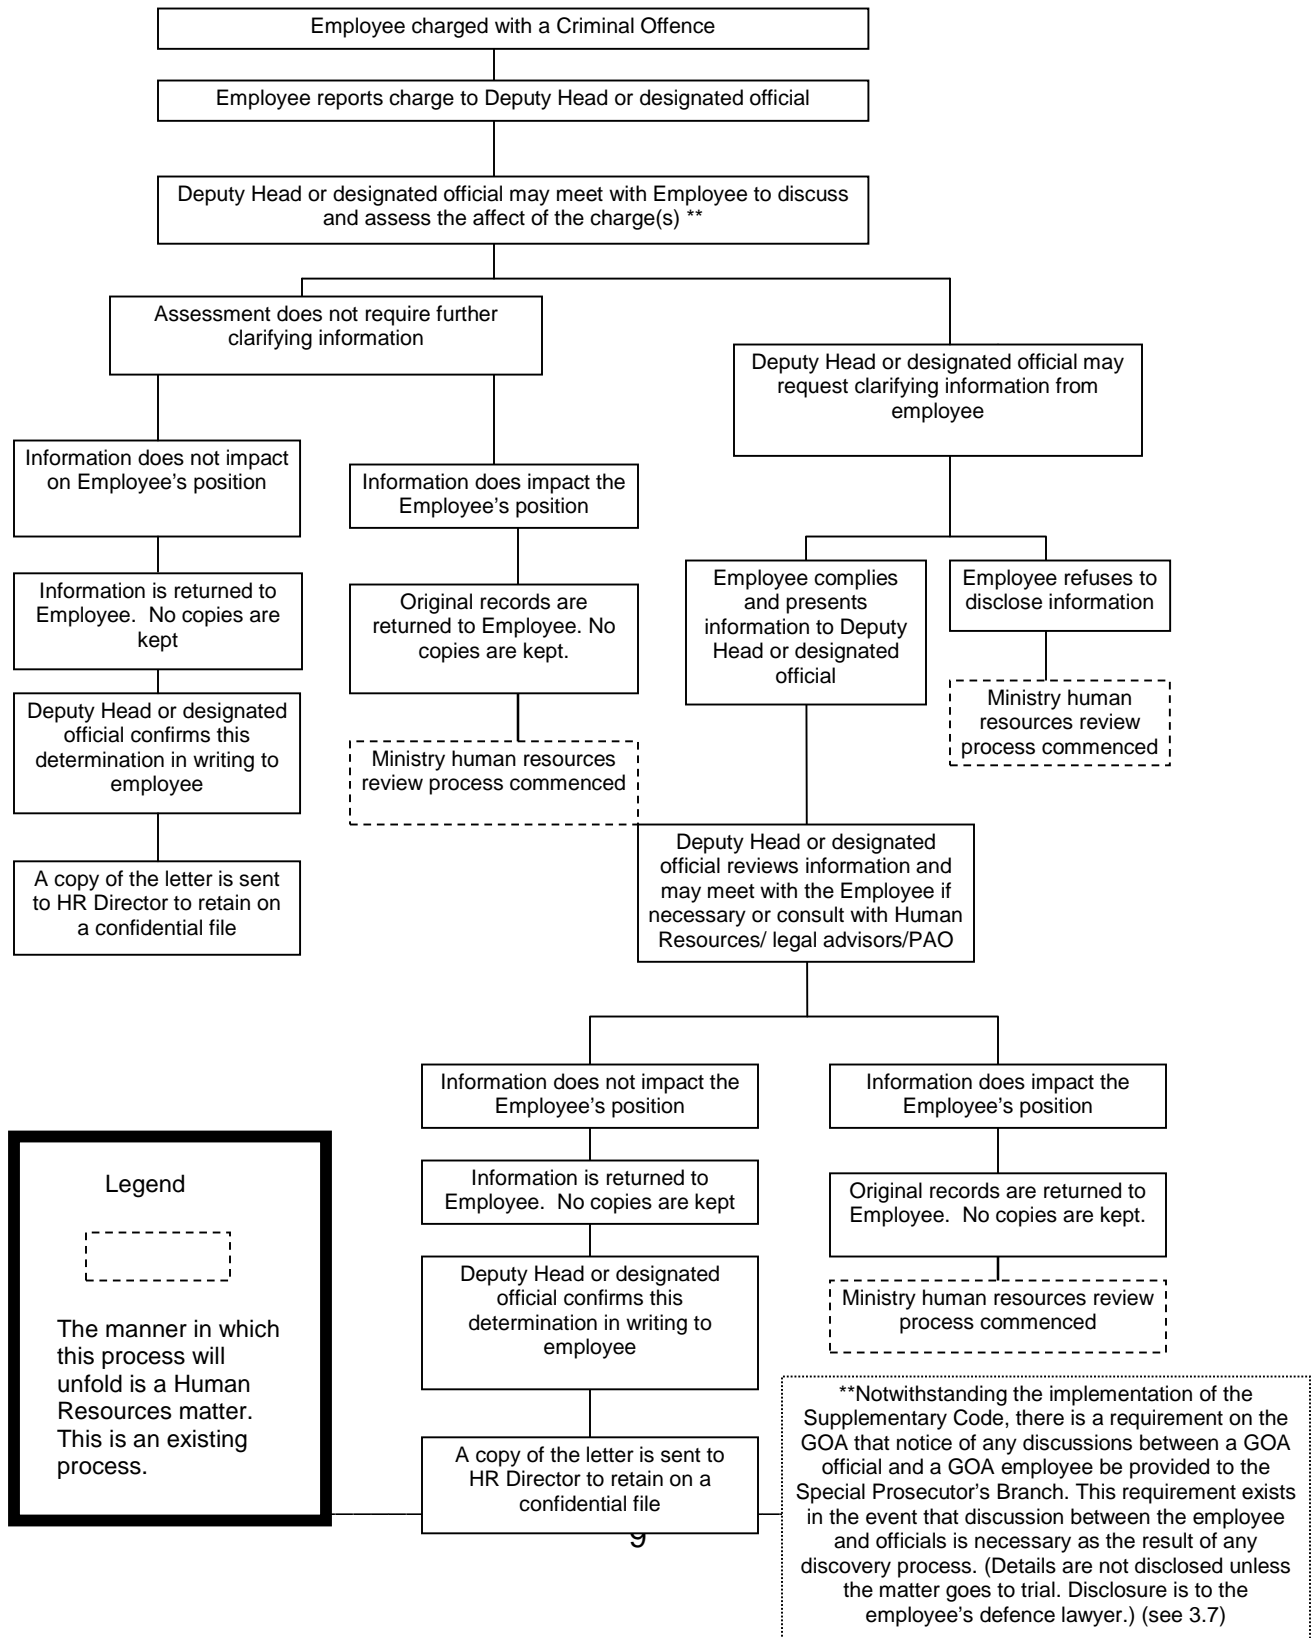 Employee charged with a Criminal Offence
Employee reports charge to Deputy Head or designated official
Deputy Head or designated official may meet with Employee to discuss
and assess the affect of the charge(s) **
Assessment does not require further
clarifying information
Deputy Head or designated official may
request clarifying information from
employee
Information does not impact
on Employee's position
Information does impact the
Employee's position
Information is returned to
Employee.  No copies are
kept
Original records are
returned to Employee. No
copies are kept.
Employee complies
and presents
information to Deputy
Head or designated
official
Employee refuses to
disclose information
Ministry human
resources review
process commenced
Deputy Head or designated
official confirms this
determination in writing to
employee
Ministry human resources
review process commenced
A copy of the letter is sent
to HR Director to retain on
a confidential file
Deputy Head or designated
official reviews information and
may meet with the Employee if
necessary or consult with Human
Resources/ legal advisors/PAO
Information does not impact the
Employee's position
Information does impact the
Employee's position
Information is returned to
Employee.  No copies are kept
Original records are returned to
Employee.  No copies are kept.
Deputy Head or designated
official confirms this
determination in writing to
employee
Ministry human resources review
process commenced
A copy of the letter is sent to
HR Director to retain on a
confidential file
Legend
The manner in which
this process will
unfold is a Human
Resources matter.
This is an existing
process.
**Notwithstanding the implementation of the
Supplementary Code, there is a requirement on the
GOA that notice of any discussions between a GOA
official and a GOA employee be provided to the
Special Prosecutor's Branch. This requirement exists
in the event that discussion between the employee
and officials is necessary as the result of any
discovery process. (Details are not disclosed unless
the matter goes to trial. Disclosure is to the
employee's defence lawyer.) (see 3.7)
9